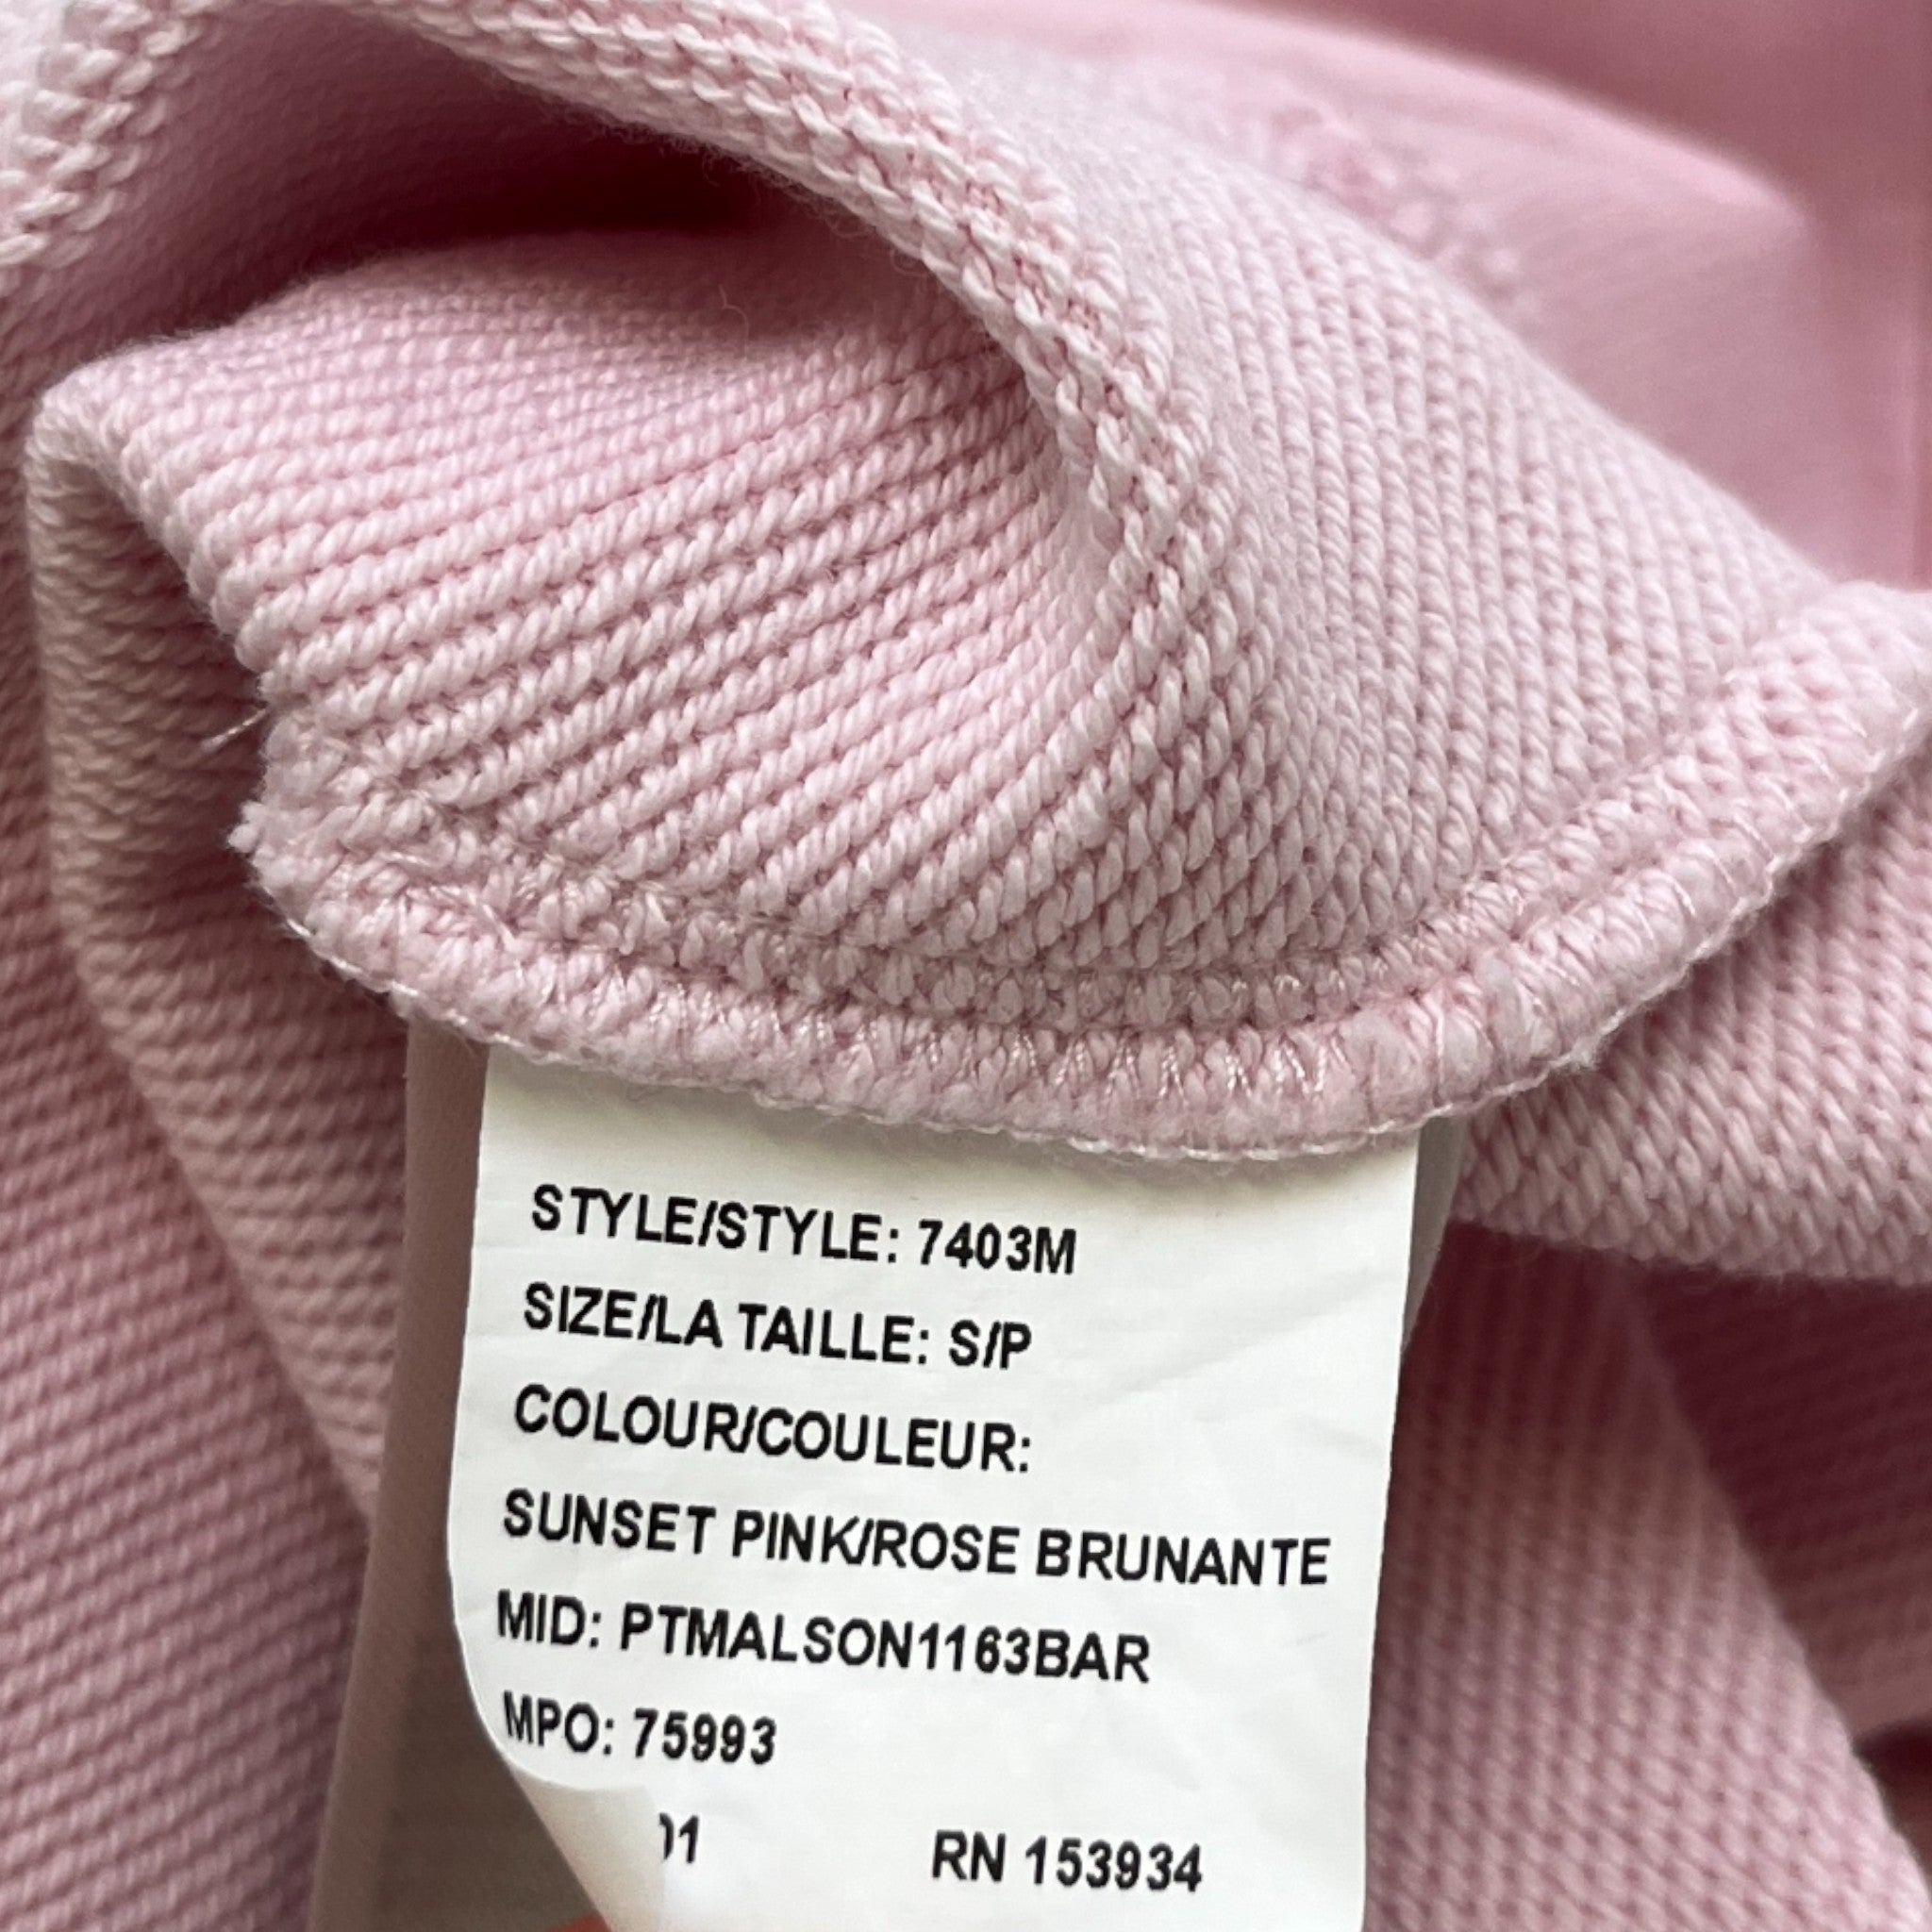 STYLE/STYLE: 7403M
SIZE/LA TAILLE: S/P
COLOUR/COULEUR:
SUNSET PINK/ROSE BRUNANTE
MID: PTMALSON1163BAR
MPO: 75993
RN 153934